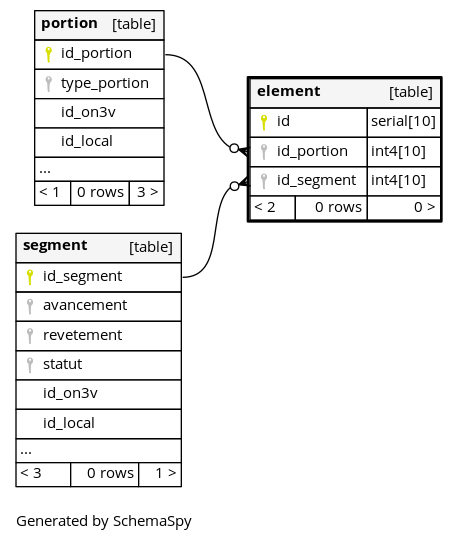 portion [table]
id_portion
type_portion
id_on3v
id_local
...
< 1 0 rows 3 >
element [table]
id serial[10]
id_portion int4[10]
id_segment int4[10]
< 2 0 rows 0 >
segment [table]
id_segment
avancement
revetement
statut
id_on3v
id_local
...
< 3 0 rows 1 >
Generated by SchemaSpy